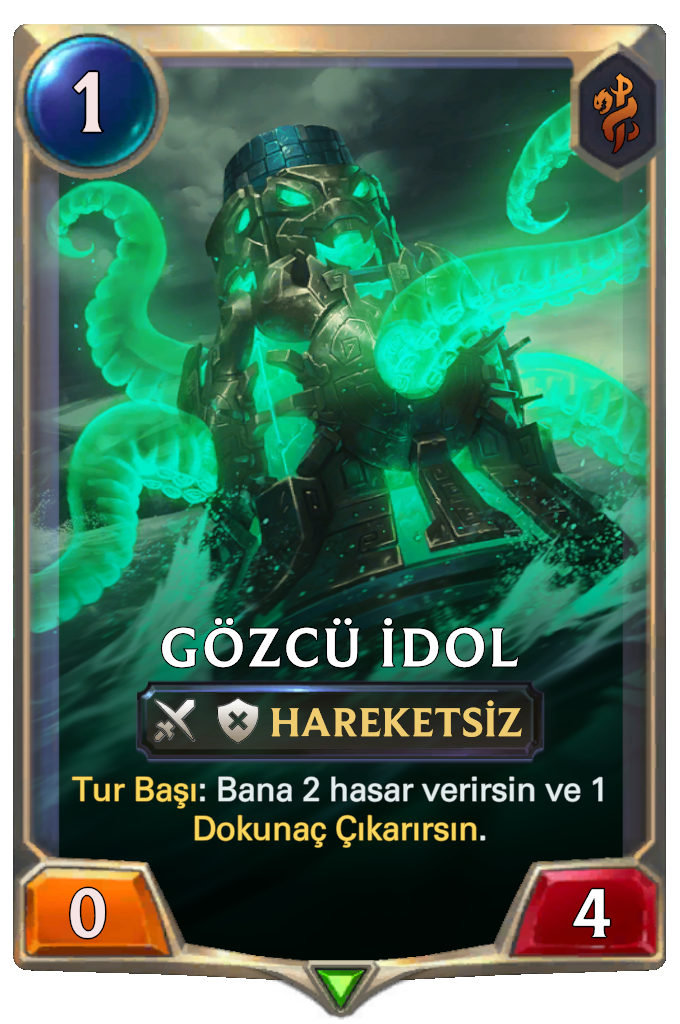 1
GÖZCÜ İDOL
HAREKETSİZ
Tur Başı: Bana 2 hasar verirsin ve 1
Dokunaç Çıkarırsın.
0
4